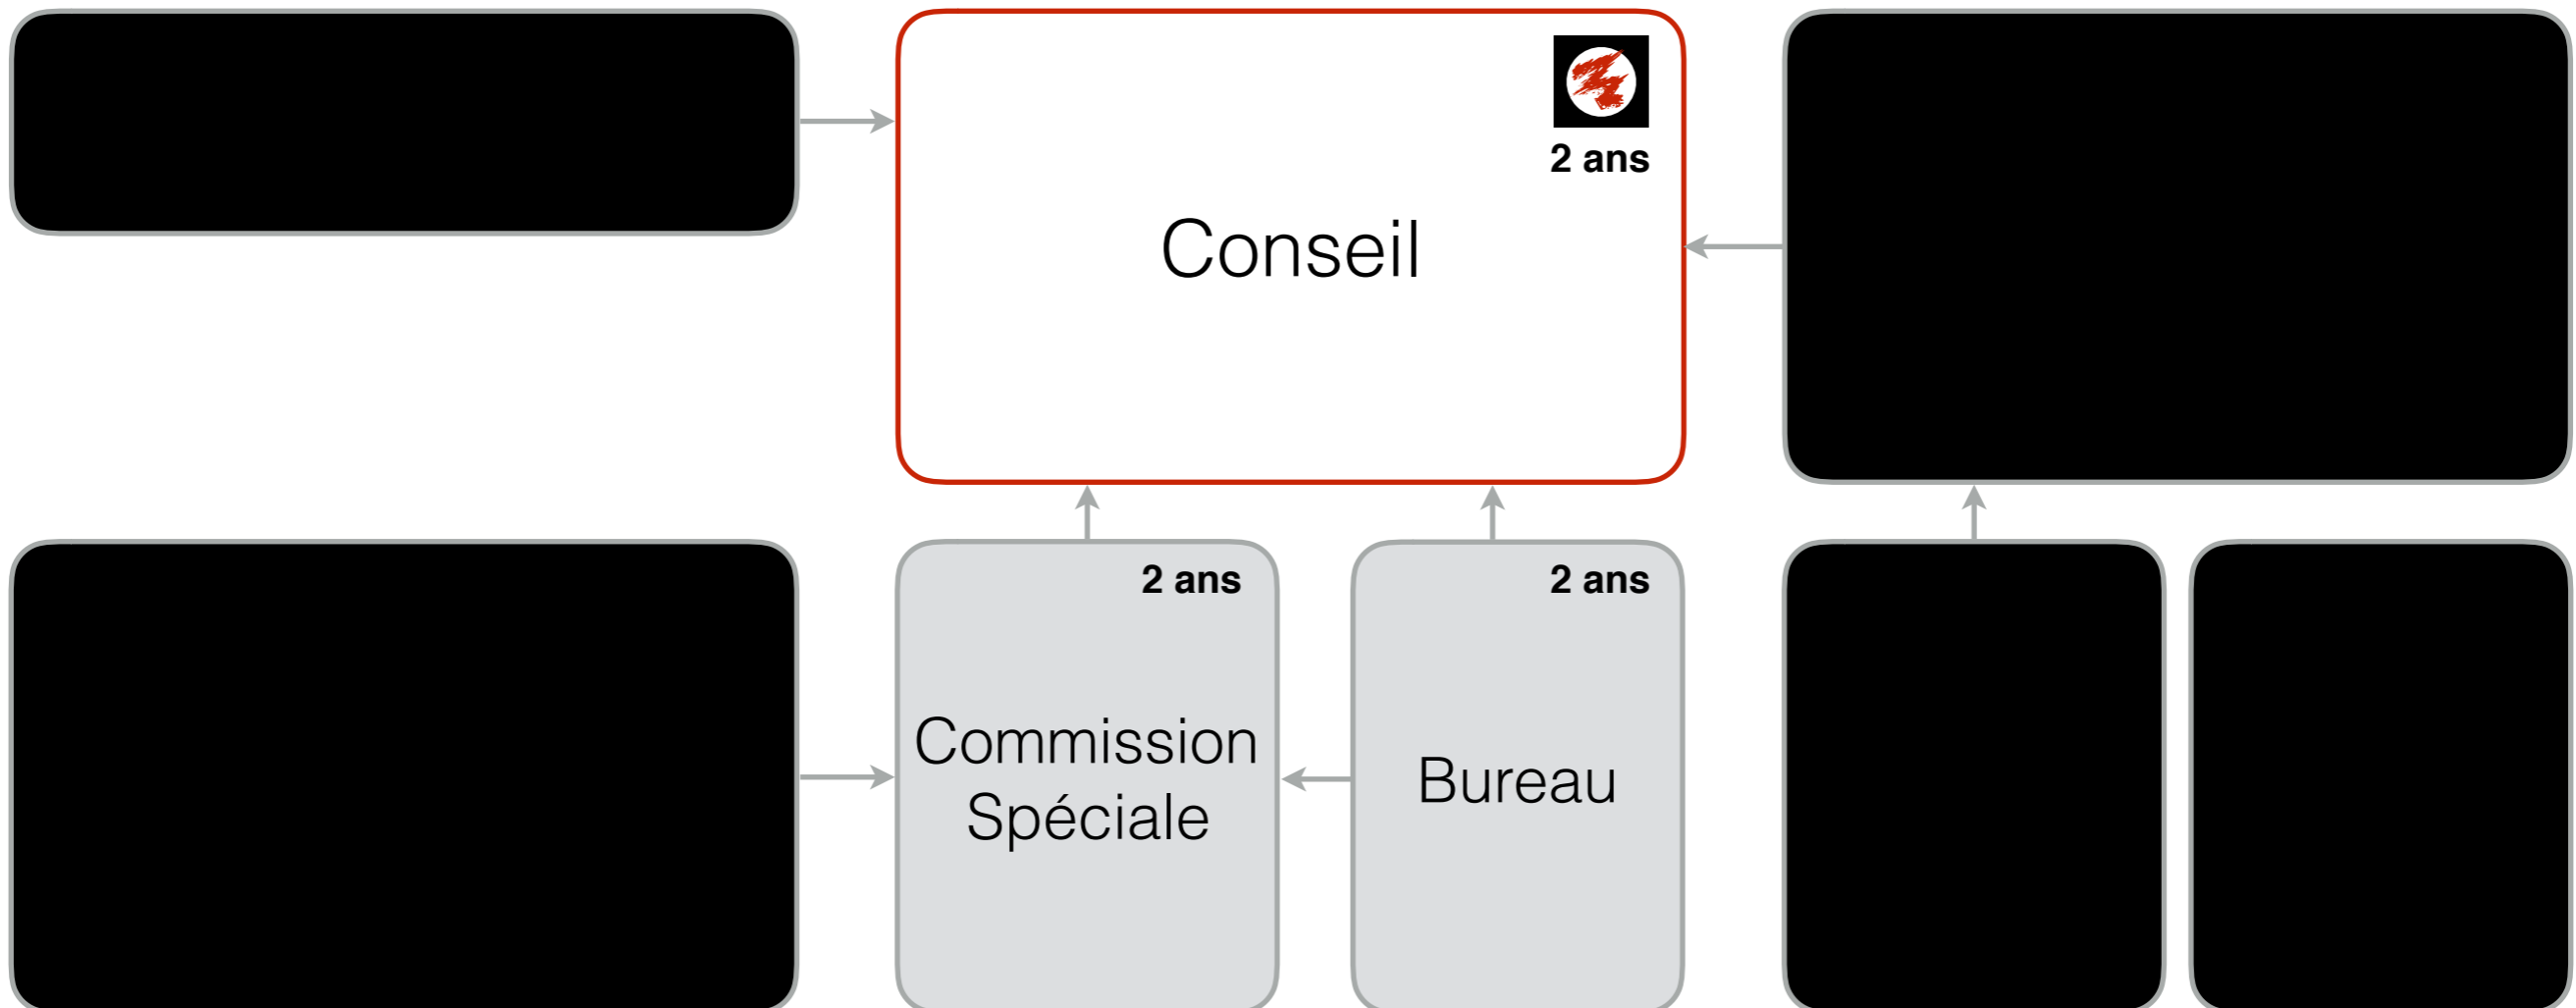 2 ans
Conseil
2 ans
Commission
Spéciale
2 ans
Bureau